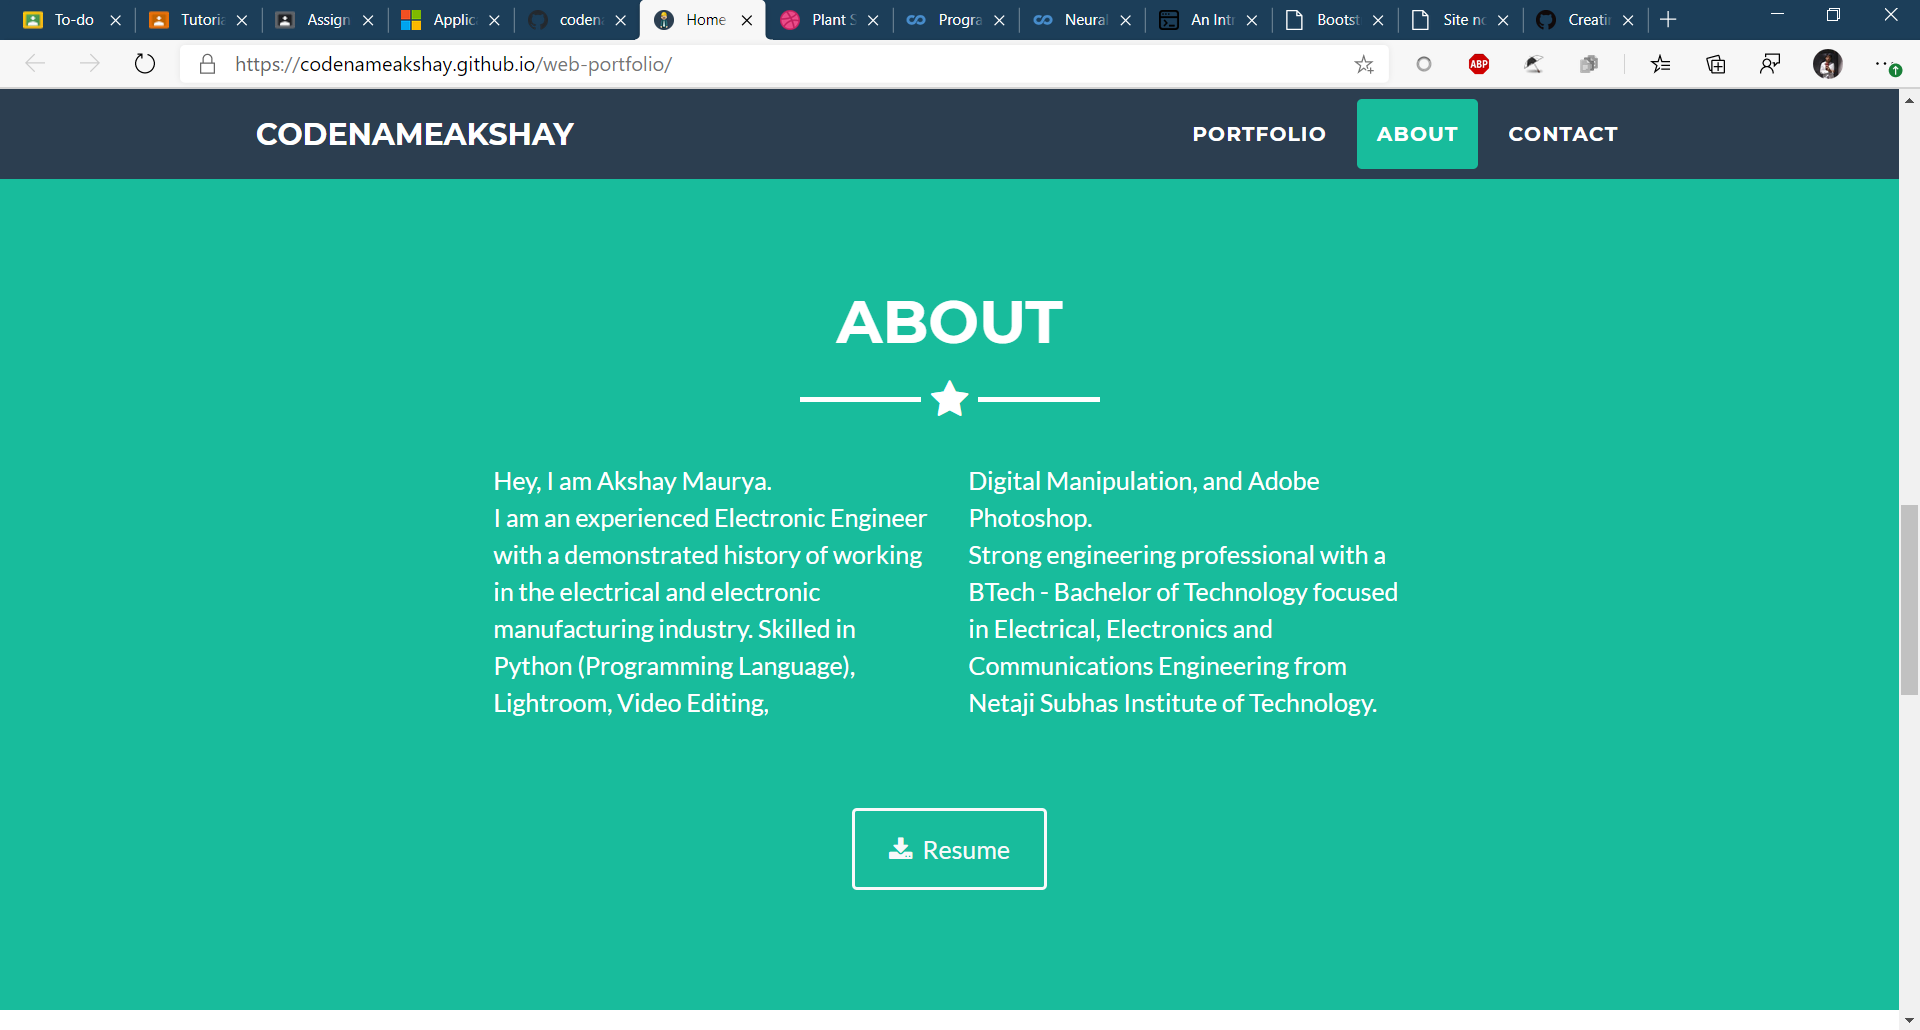 To-do
Tutoria
Assign
Applic
coden
Home
Plant S
Progra
Neural
An Intr
Bootst
Site no
Creatin
https://codenameakshay.github.io/web-portfolio/
ABP
CODENAMEAKSHAY
PORTFOLIO
ABOUT
CONTACT
ABOUT
Hey, I am Akshay Maurya.
I am an experienced Electronic Engineer
with a demonstrated history of working
in the electrical and electronic
manufacturing industry. Skilled in
Python (Programming Language),
Lightroom, Video Editing,
Digital Manipulation, and Adobe
Photoshop.
Strong engineering professional with a
BTech - Bachelor of Technology focused
in Electrical, Electronics and
Communications Engineering from
Netaji Subhas Institute of Technology.
Resume